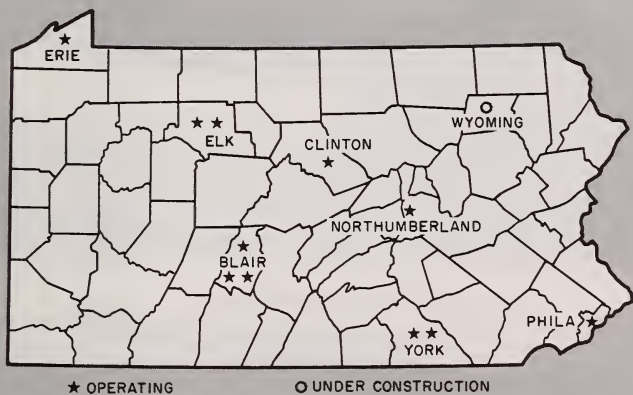 ERIE
WYOMING
ELK
CLINTON
NORTHUMBERLAND
BLAIR
PHILA
YORK
★ OPERATING
○ UNDER CONSTRUCTION